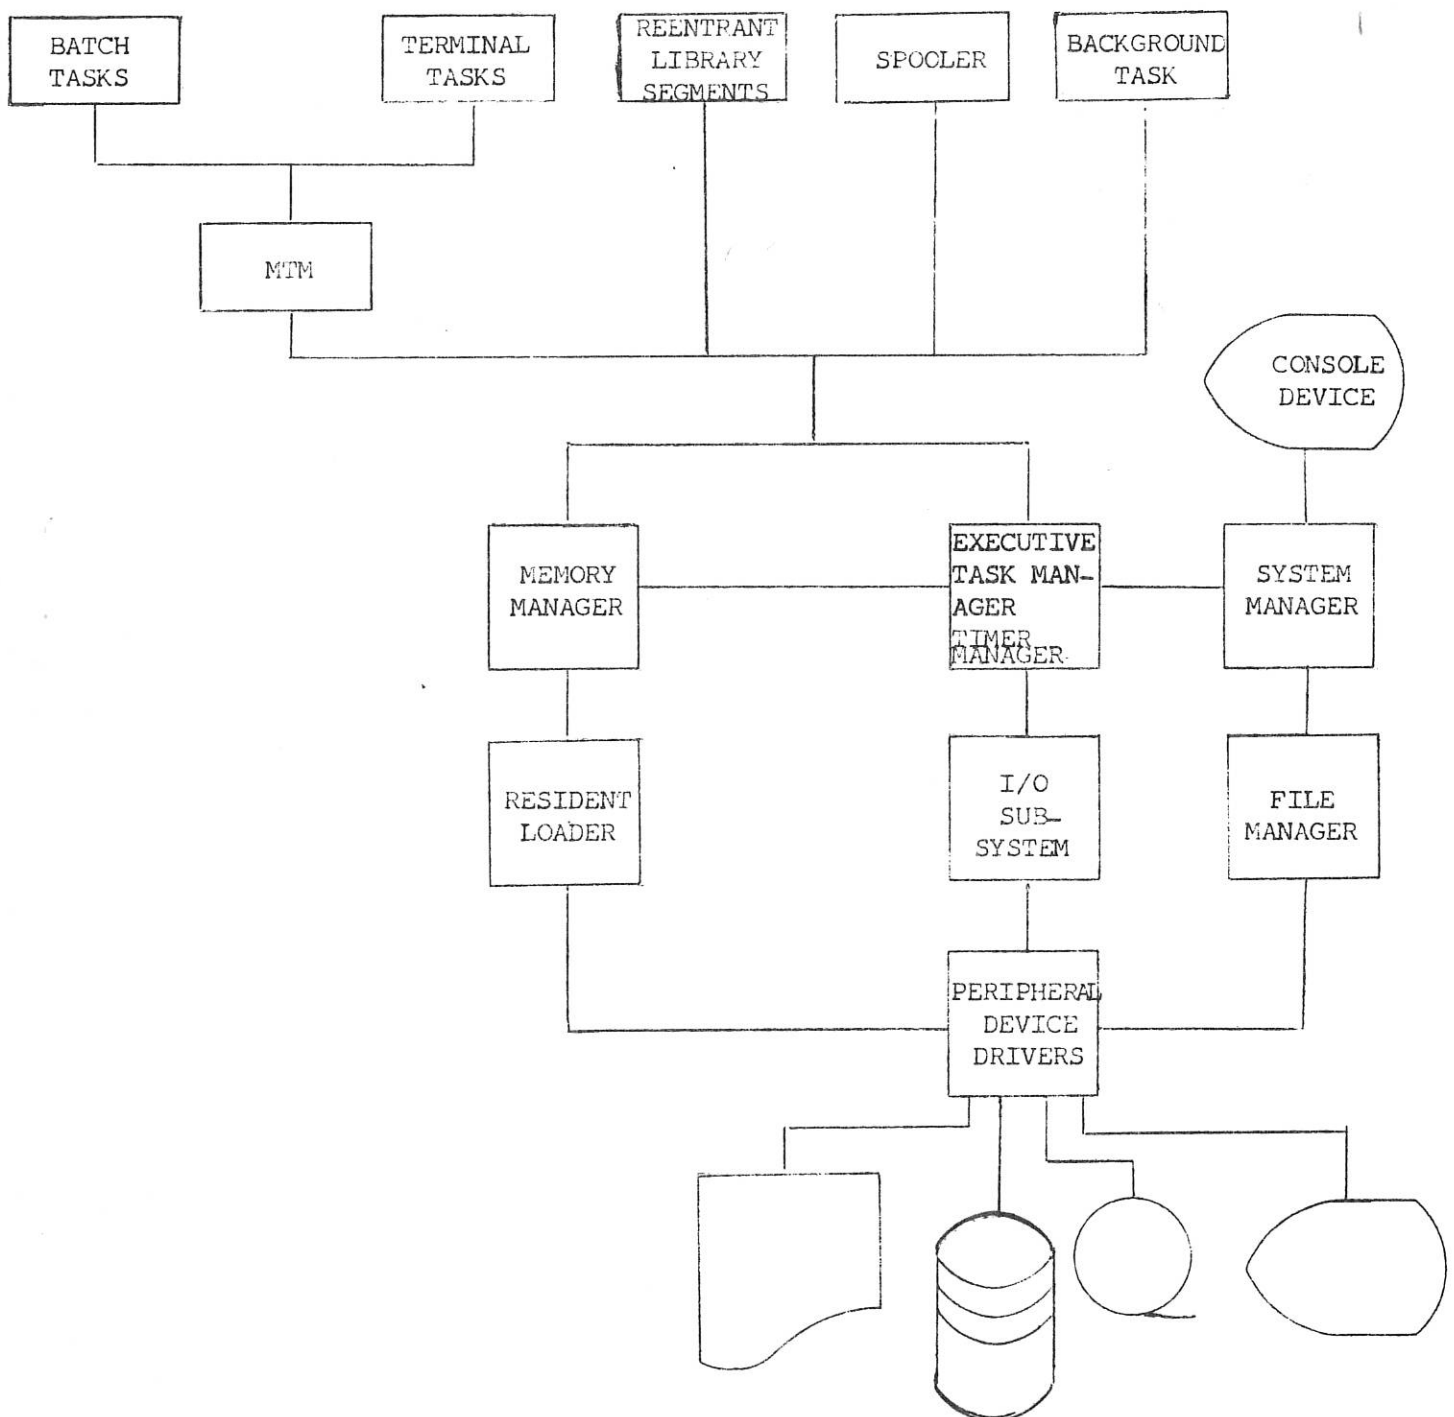 BATCH
TASKS
TERMINAL
TASKS
REENTRANT
LIBRARY
SEGMENTS
SPOOLER
BACKGROUND
TASK
MTM
CONSOLE
DEVICE
MEMORY
MANAGER
EXECUTIVE
TASK MAN-
AGER
TIMER
MANAGER
SYSTEM
MANAGER
RESIDENT
LOADER
I/O
SUB-
SYSTEM
FILE
MANAGER
PERIPHERAL
DEVICE
DRIVERS